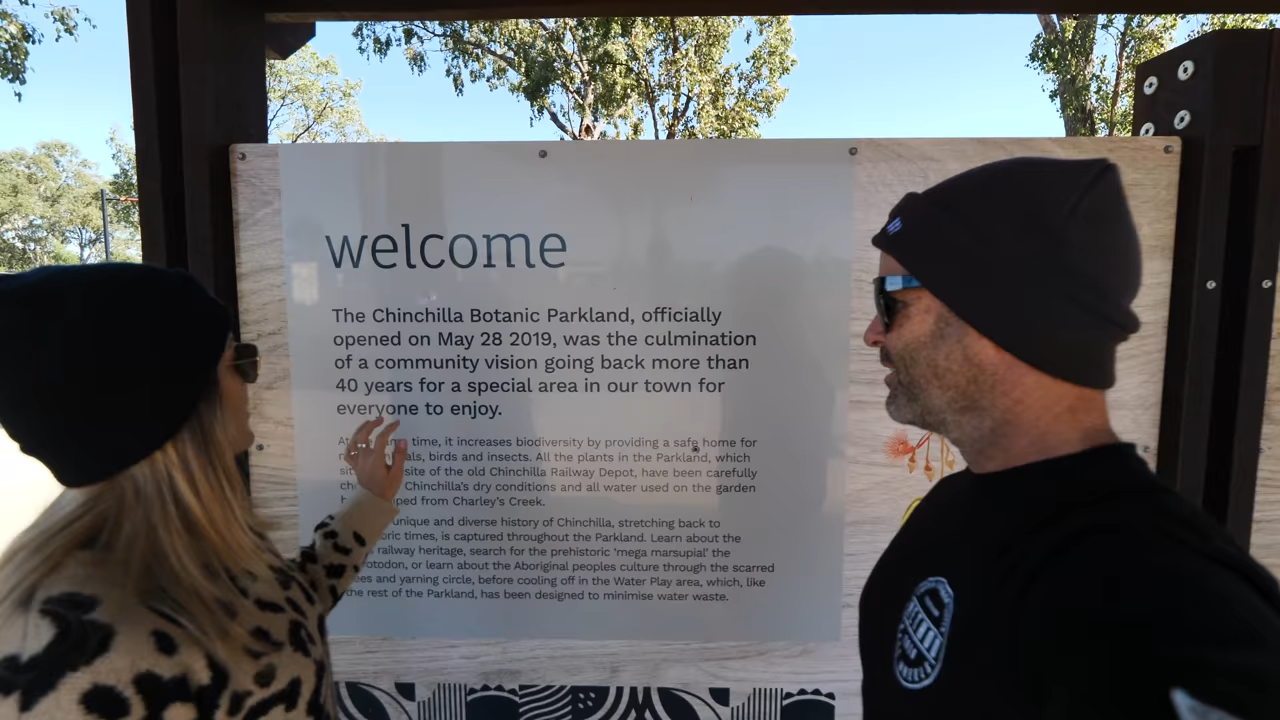 welcome
The Chinchilla Botanic Parkland, officially
opened on May 28 2019, was the culmination
of a community vision going back more than
40 years for a special area in our town for
everyone to enjoy.
time, it increases biodiversity by providing a safe home for
birds and insects. All the plants in the Parkland, which
site of the old Chinchilla Railway Depot, have been carefully
Chinchilla's dry conditions and all water used on the garden
from Charley's Creek.
unique and diverse history of Chinchilla, stretching back to
times, is captured throughout the Parkland. Learn about the
railway heritage, search for the prehistoric 'mega marsupial' the
or learn about the Aboriginal peoples culture through the scarred
and yarning circle, before cooling off in the Water Play area, which, like
the rest of the Parkland, has been designed to minimise water waste.